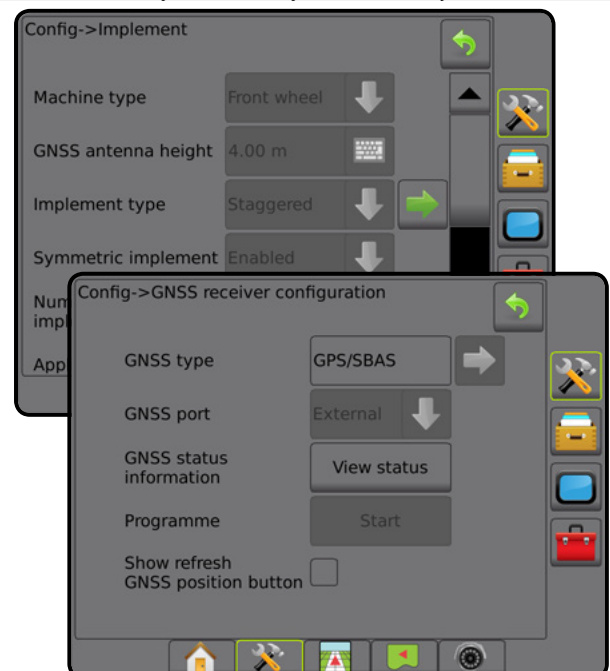 Config->Implement
Machine type Front wheel
GNSS antenna height 4.00 m
Implement type Staggered
Symmetric implement Enabled
Config->GNSS receiver configuration
GNSS type GPS/SBAS
GNSS port External
GNSS status
information View status
Programme Start
Show refresh
GNSS position button